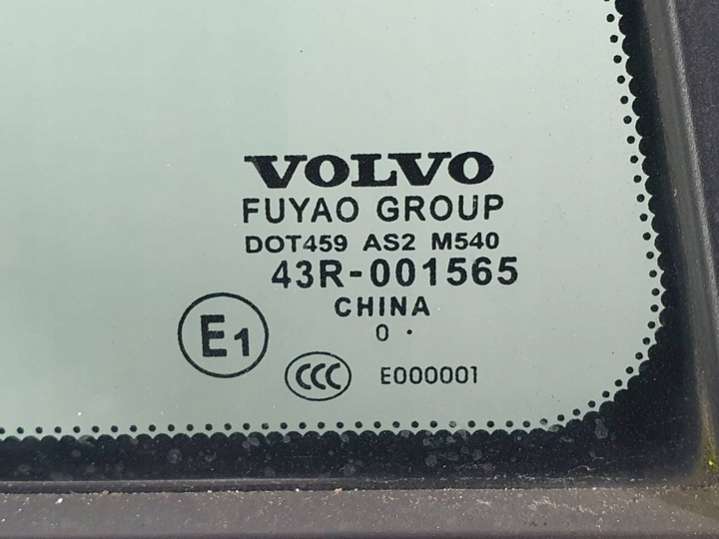 VOLVO
FUYAO GROUP
DOT459 AS2 M540
43R-001565
CHINA
0 .
E1
CCC E000001